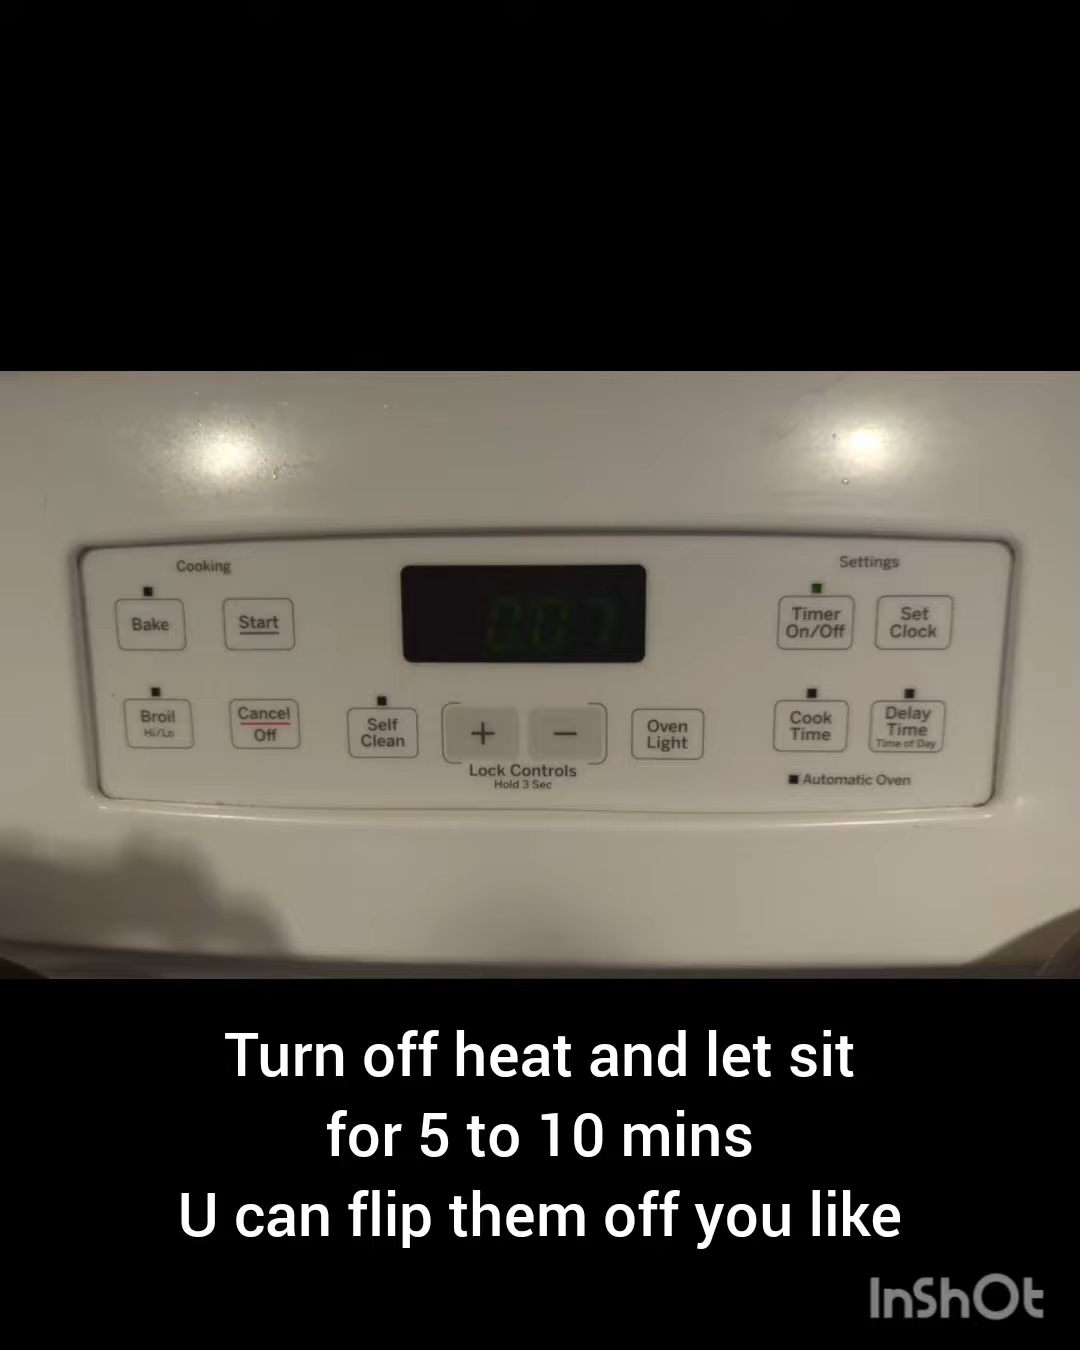 Cooking
Settings
Bake
Start
Timer
On/Off
Set
Clock
Broil
Hi/Lo
Cancel
Off
Self
Clean
+
−
Lock Controls
Hold 3 Sec
Oven
Light
Cook
Time
Delay
Time
Time of Day
Automatic Oven
Turn off heat and let sit
for 5 to 10 mins
U can flip them off you like
InShOt